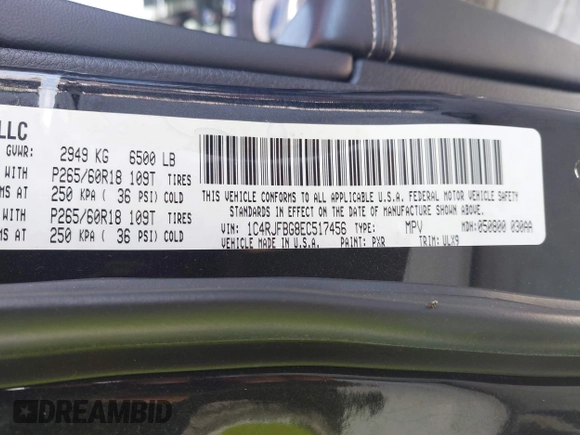 LLC
GVWR: 2949 KG 6500 LB
WITH P265/60R18 109T TIRES
MS AT 250 KPA ( 36 PSI) COLD
WITH P265/60R18 109T TIRES
MS AT 250 KPA ( 36 PSI) COLD
THIS VEHICLE CONFORMS TO ALL APPLICABLE U.S.A. FEDERAL MOTOR VEHICLE SAFETY
STANDARDS IN EFFECT ON THE DATE OF MANUFACTURE SHOWN ABOVE.
VIN: 1C4RJFBG8EC517456 TYPE: MPV MDH: 050800 030AA
MADE IN U.S.A. PAINT: PXR TRIM: VLX9
DREAMBID